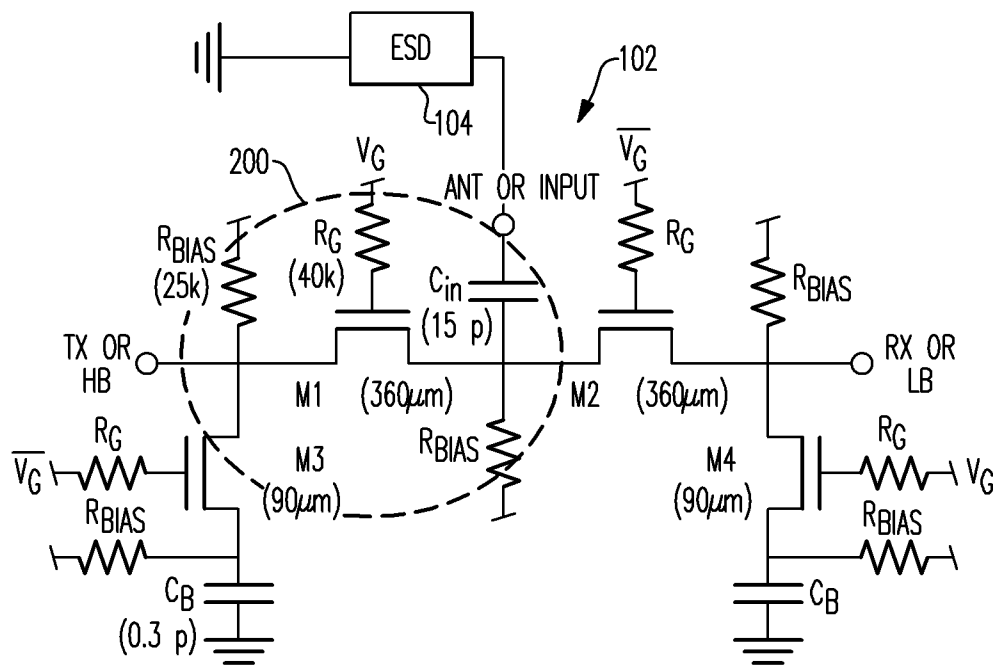 ESD
102
104
200
V_G
V̅_G
ANT OR INPUT
R_BIAS
(25k)
R_G
(40k)
C_in
(15 p)
R_G
R_BIAS
TX OR
HB
RX OR
LB
M1
(360μm)
M2
(360μm)
R_G
V̅_G
M3
(90μm)
R_BIAS
M4
(90μm)
R_G
V_G
R_BIAS
R_BIAS
C_B
(0.3 p)
C_B